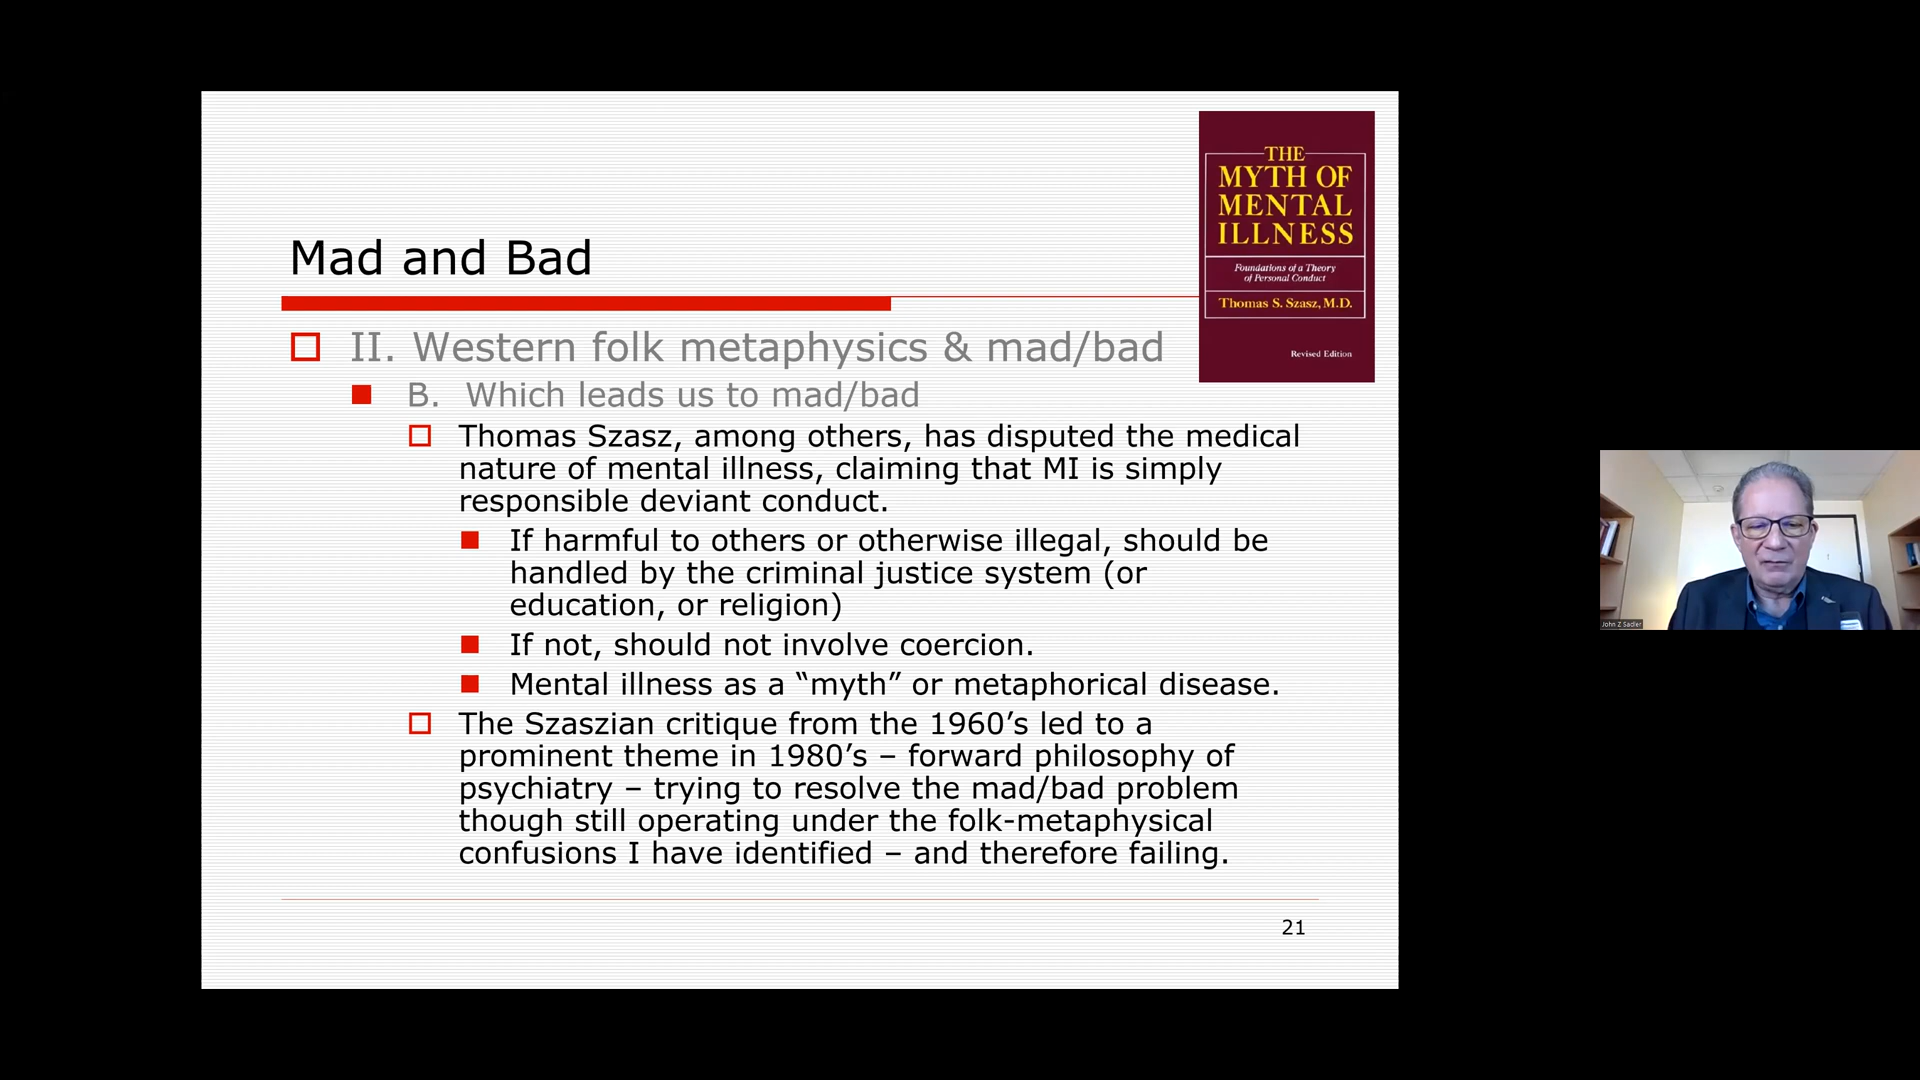 THE
MYTH OF
MENTAL
ILLNESS
Foundations of a Theory
of Personal Conduct
Thomas S. Szasz, M.D.
Revised Edition
Mad and Bad
II. Western folk metaphysics & mad/bad
B. Which leads us to mad/bad
Thomas Szasz, among others, has disputed the medical
nature of mental illness, claiming that MI is simply
responsible deviant conduct.
If harmful to others or otherwise illegal, should be
handled by the criminal justice system (or
education, or religion)
If not, should not involve coercion.
Mental illness as a “myth” or metaphorical disease.
The Szaszian critique from the 1960’s led to a
prominent theme in 1980’s – forward philosophy of
psychiatry – trying to resolve the mad/bad problem
though still operating under the folk-metaphysical
confusions I have identified – and therefore failing.
21
John Z Sadler